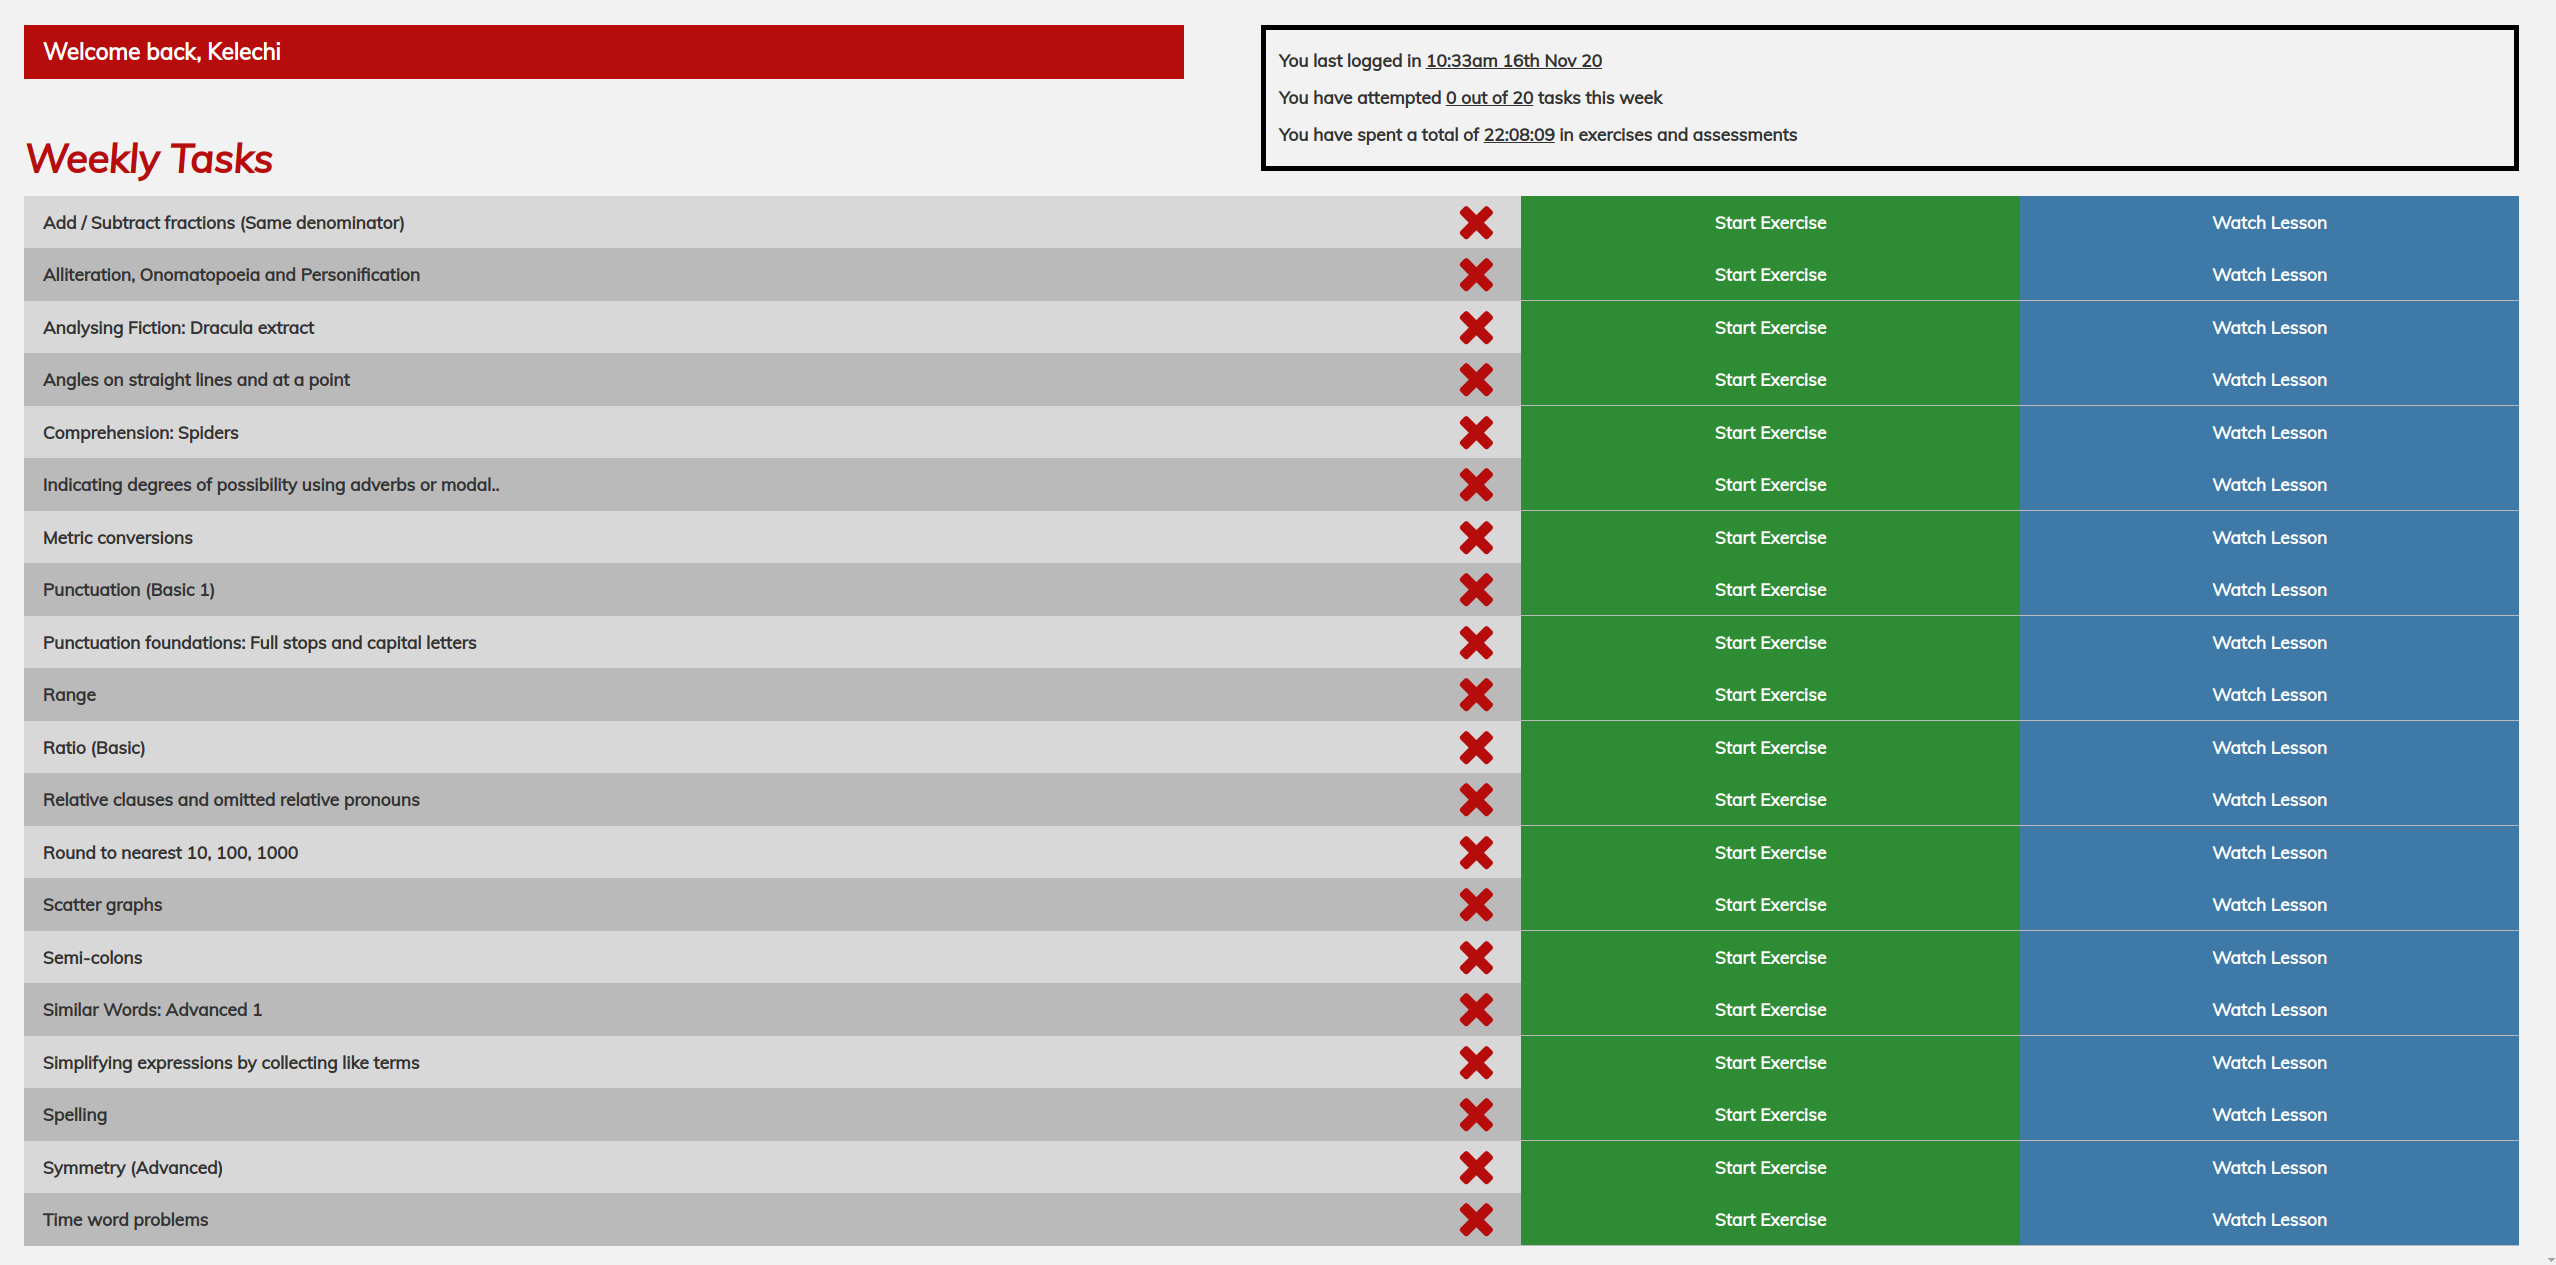 Welcome back, Kelechi
You last logged in 10:33am 16th Nov 20
You have attempted 0 out of 20 tasks this week
You have spent a total of 22:08:09 in exercises and assessments
Weekly Tasks
Add / Subtract fractions (Same denominator) Start Exercise Watch Lesson
Alliteration, Onomatopoeia and Personification Start Exercise Watch Lesson
Analysing Fiction: Dracula extract Start Exercise Watch Lesson
Angles on straight lines and at a point Start Exercise Watch Lesson
Comprehension: Spiders Start Exercise Watch Lesson
Indicating degrees of possibility using adverbs or modal.. Start Exercise Watch Lesson
Metric conversions Start Exercise Watch Lesson
Punctuation (Basic 1) Start Exercise Watch Lesson
Punctuation foundations: Full stops and capital letters Start Exercise Watch Lesson
Range Start Exercise Watch Lesson
Ratio (Basic) Start Exercise Watch Lesson
Relative clauses and omitted relative pronouns Start Exercise Watch Lesson
Round to nearest 10, 100, 1000 Start Exercise Watch Lesson
Scatter graphs Start Exercise Watch Lesson
Semi-colons Start Exercise Watch Lesson
Similar Words: Advanced 1 Start Exercise Watch Lesson
Simplifying expressions by collecting like terms Start Exercise Watch Lesson
Spelling Start Exercise Watch Lesson
Symmetry (Advanced) Start Exercise Watch Lesson
Time word problems Start Exercise Watch Lesson